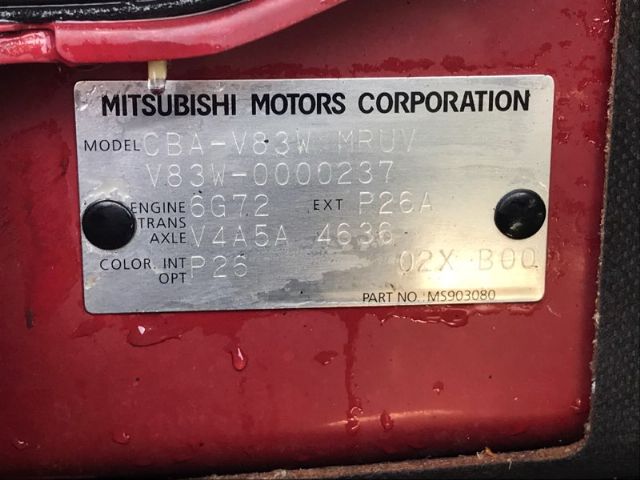 MITSUBISHI MOTORS CORPORATION
MODEL CBA-V83W MRUV
V83W-0000237
ENGINE 6G72 EXT P26A
TRANS AXLE V4A5A 4636
COLOR. INT OPT P26 02X B00
PART NO. MS903080